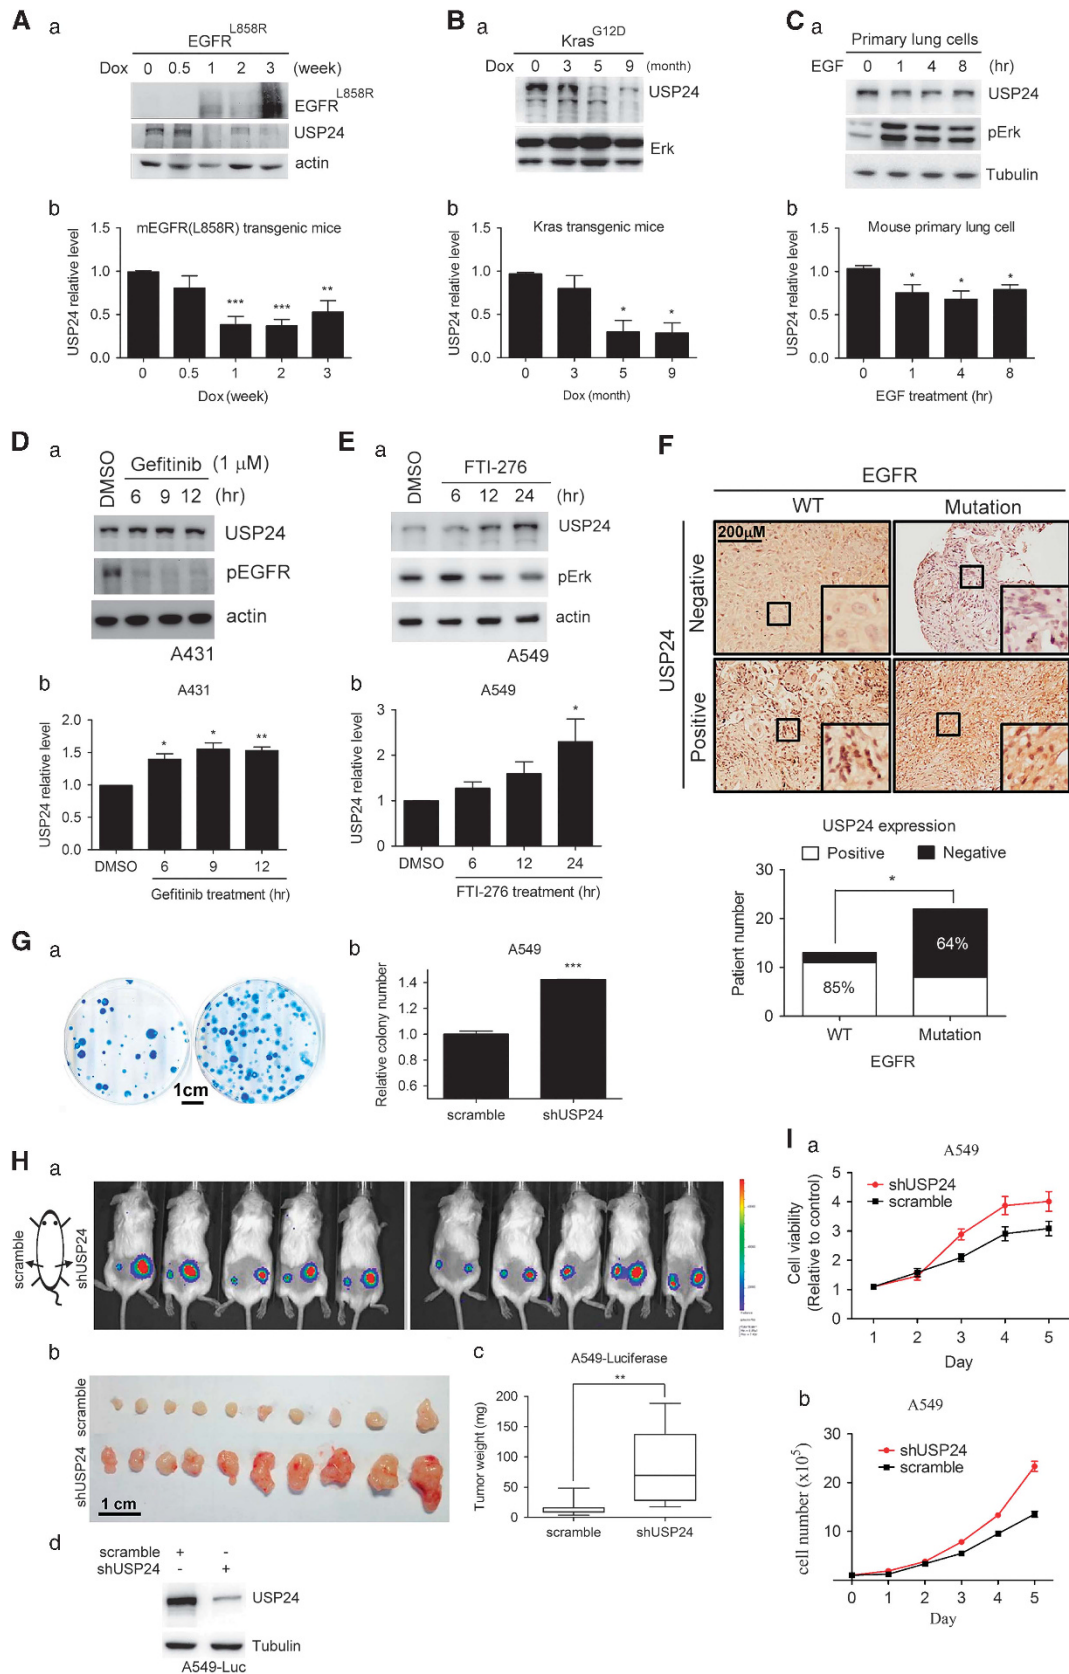 A a
EGFR L858R
Dox 0 0.5 1 2 3 (week)
EGFR L858R
USP24
actin
b
mEGFR(L858R) transgenic mice
USP24 relative level
1.5
1.0
0.5
0.0
*** *** **
0 0.5 1 2 3
Dox (week)
B a
Kras G12D
Dox 0 3 5 9 (month)
USP24
Erk
b
Kras transgenic mice
USP24 relative level
1.5
1.0
0.5
0.0
* *
0 3 5 9
Dox (month)
C a
Primary lung cells
EGF 0 1 4 8 (hr)
USP24
pErk
Tubulin
b
Mouse primary lung cell
USP24 relative level
1.5
1.0
0.5
0.0
* * *
0 1 4 8
EGF treatment (hr)
D a
DMSO
Gefitinib (1 µM)
6 9 12 (hr)
USP24
pEGFR
actin
A431
b
A431
USP24 relative level
2.0
1.5
1.0
0.5
0.0
* * **
DMSO 6 9 12
Gefitinib treatment (hr)
E a
DMSO
FTI-276
6 12 24 (hr)
USP24
pErk
actin
A549
b
A549
USP24 relative level
3
2
1
0
*
DMSO 6 12 24
FTI-276 treatment (hr)
F
EGFR
WT Mutation
200µM
USP24
Negative
Positive
USP24 expression
Positive Negative
Patient number
30
20
10
0
*
85%
64%
WT Mutation
EGFR
G a
1cm
b
A549
Relative colony number
1.4
1.2
1.0
0.8
0.6
***
scramble shUSP24
H a
scramble
shUSP24
b
scramble
shUSP24
1 cm
c
A549-Luciferase
Tumor weight (mg)
200
150
100
50
0
**
scramble shUSP24
d
scramble + -
shUSP24 - +
USP24
Tubulin
A549-Luc
I a
A549
shUSP24
scramble
Cell viability
(Relative to control)
5
4
3
2
1
0
1 2 3 4 5
Day
b
A549
shUSP24
scramble
cell number (x10⁵)
30
20
10
0 1 2 3 4 5
Day